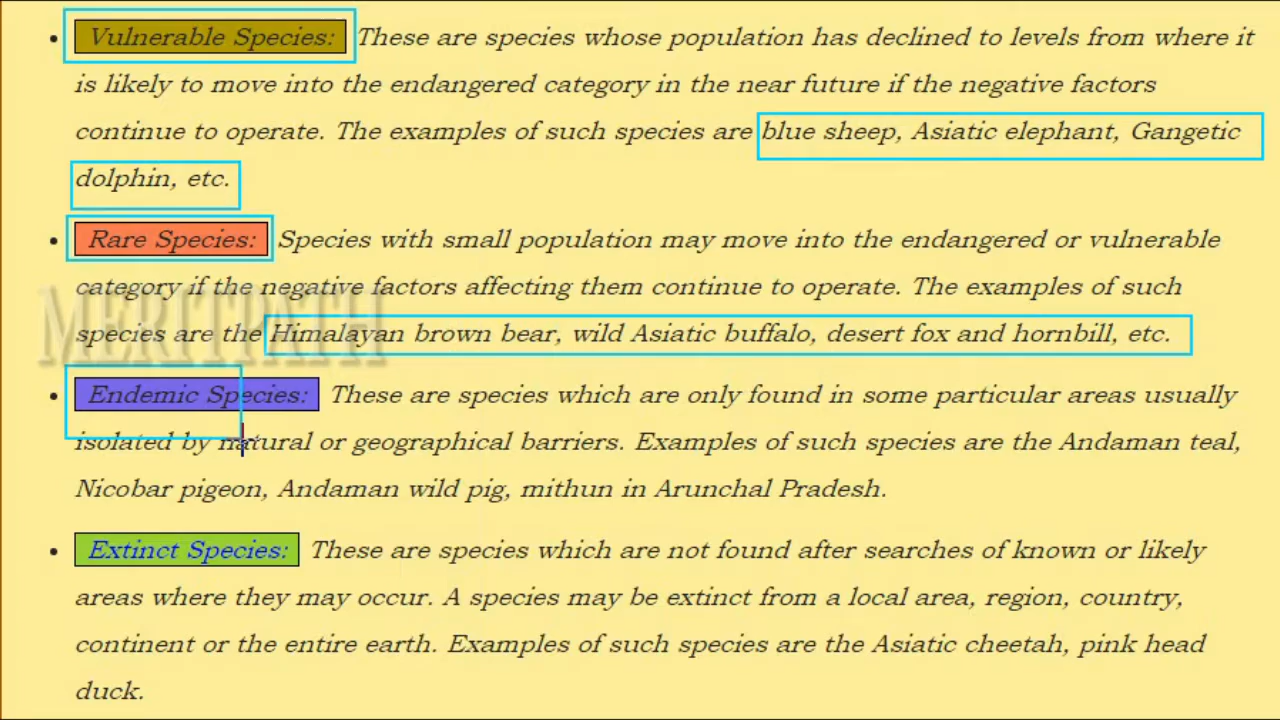 • Vulnerable Species: These are species whose population has declined to levels from where it
is likely to move into the endangered category in the near future if the negative factors
continue to operate. The examples of such species are blue sheep, Asiatic elephant, Gangetic
dolphin, etc.
• Rare Species: Species with small population may move into the endangered or vulnerable
category if the negative factors affecting them continue to operate. The examples of such
MERITPATH
species are the Himalayan brown bear, wild Asiatic buffalo, desert fox and hornbill, etc.
• Endemic Species: These are species which are only found in some particular areas usually
isolated by natural or geographical barriers. Examples of such species are the Andaman teal,
Nicobar pigeon, Andaman wild pig, mithun in Arunchal Pradesh.
• Extinct Species: These are species which are not found after searches of known or likely
areas where they may occur. A species may be extinct from a local area, region, country,
continent or the entire earth. Examples of such species are the Asiatic cheetah, pink head
duck.